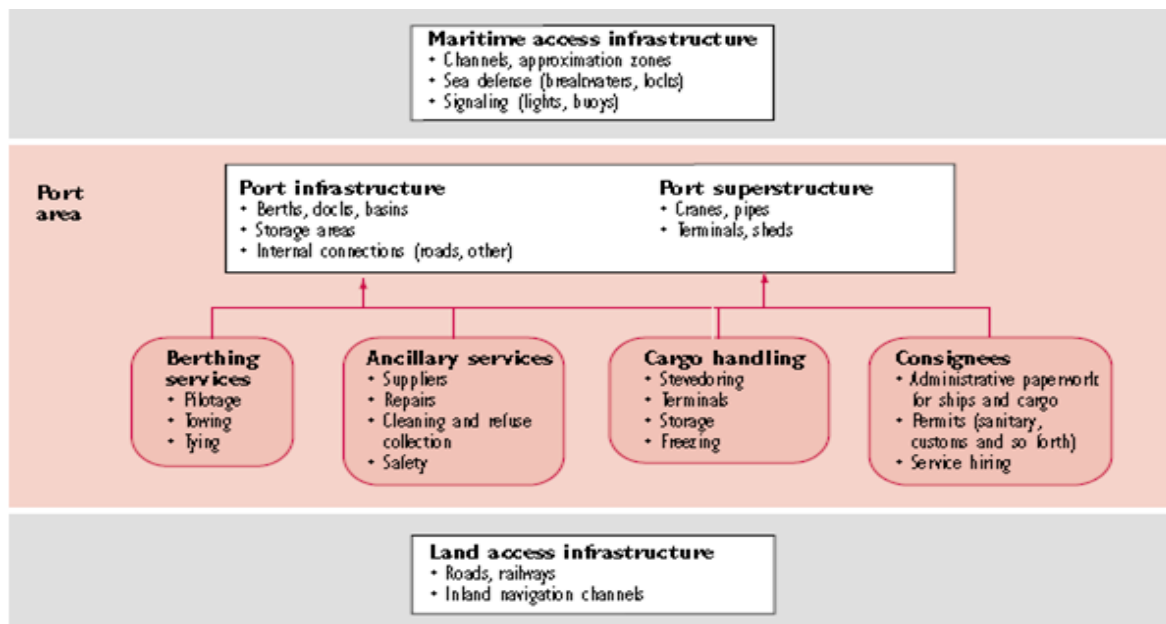 Maritime access infrastructure
• Channels, approximation zones
• Sea defense (breakwaters, locks)
• Signaling (lights, buoys)
Port
area
Port infrastructure
• Berths, docks, basins
• Storage areas
• Internal connections (roads, other)
Port superstructure
• Cranes, pipes
• Terminals, sheds
Berthing
services
• Pilotage
• Towing
• Tying
Ancillary services
• Suppliers
• Repairs
• Cleaning and refuse
collection
• Safety
Cargo handling
• Stevedoring
• Terminals
• Storage
• Freezing
Consignees
• Administrative paperwork
for ships and cargo
• Permits (sanitary,
customs and so forth)
• Service hiring
Land access infrastructure
• Roads, railways
• Inland navigation channels